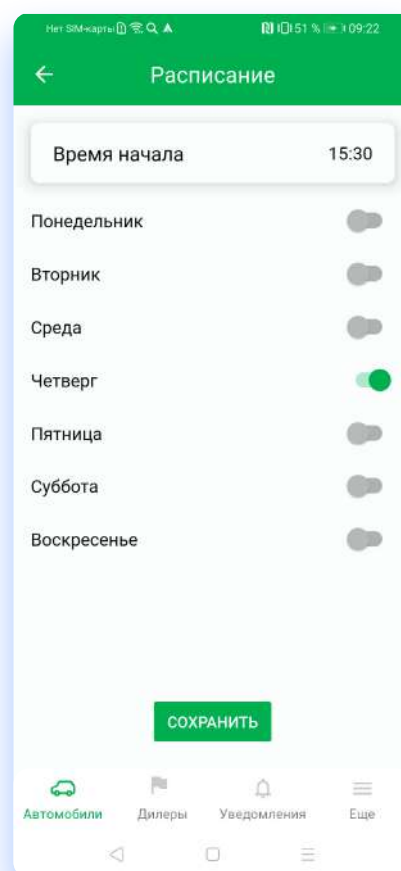 Нет SIM-карты 51 % 09:22
Расписание
Время начала 15:30
Понедельник
Вторник
Среда
Четверг
Пятница
Суббота
Воскресенье
СОХРАНИТЬ
Автомобили Дилеры Уведомления Еще